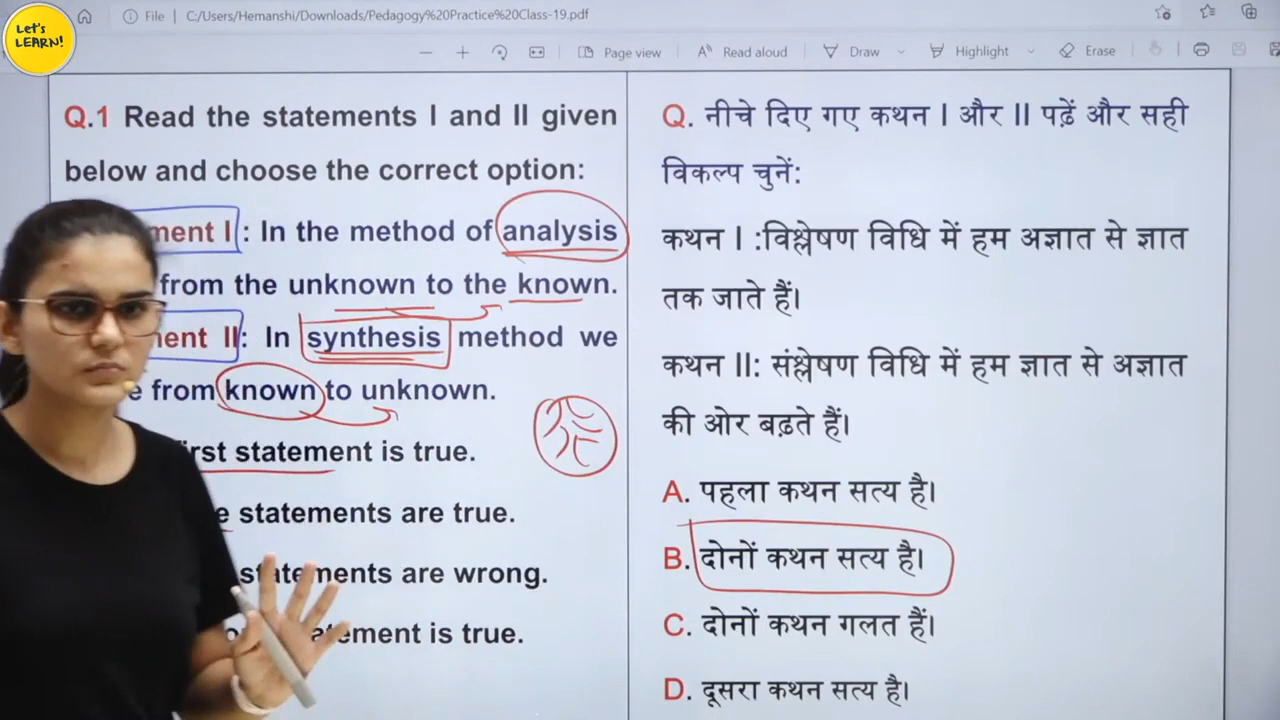 Let's
LEARN!
File | C:/Users/Hemanshi/Downloads/Pedagogy%20Practice%20Class-19.pdf
Page view Read aloud Draw Highlight Erase
Q.1 Read the statements I and II given
below and choose the correct option:
ment I : In the method of analysis
from the unknown to the known.
ment II: In synthesis method we
e from known to unknown.
rst statement is true.
e statements are true.
statements are wrong.
atement is true.
Q. नीचे दिए गए कथन I और II पढ़ें और सही
विकल्प चुनें:
कथन I :विश्लेषण विधि में हम अज्ञात से ज्ञात
तक जाते हैं।
कथन II: संश्लेषण विधि में हम ज्ञात से अज्ञात
की ओर बढ़ते हैं।
A. पहला कथन सत्य है।
B. दोनों कथन सत्य है।
C. दोनों कथन गलत हैं।
D. दूसरा कथन सत्य है।